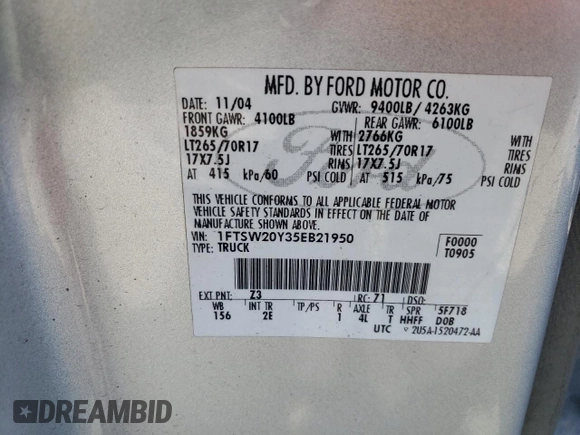 MFD. BY FORD MOTOR CO.
DATE: 11/04 GVWR: 9400LB / 4263KG
FRONT GAWR: 4100LB REAR GAWR: 6100LB
1859KG WITH 2766KG WITH
LT265/70R17 TIRES LT265/70R17 TIRES
17X7.5J RIMS 17X7.5J RIMS
AT 415 kPa/60 PSI COLD AT 515 kPa/75 PSI COLD
THIS VEHICLE CONFORMS TO ALL APPLICABLE FEDERAL MOTOR
VEHICLE SAFETY STANDARDS IN EFFECT ON THE DATE OF
MANUFACTURE SHOWN ABOVE.
VIN: 1FTSW20Y35EB21950 F0000
TYPE: TRUCK T0905
Ford
EXT PNT: Z3 RC: 71 DSO:
WB INT TR TP/PS R AXLE TR SPR 5F718
156 2E 1 4L T HHFF DOB
UTC 2U5A-1520472-AA
DREAMBID